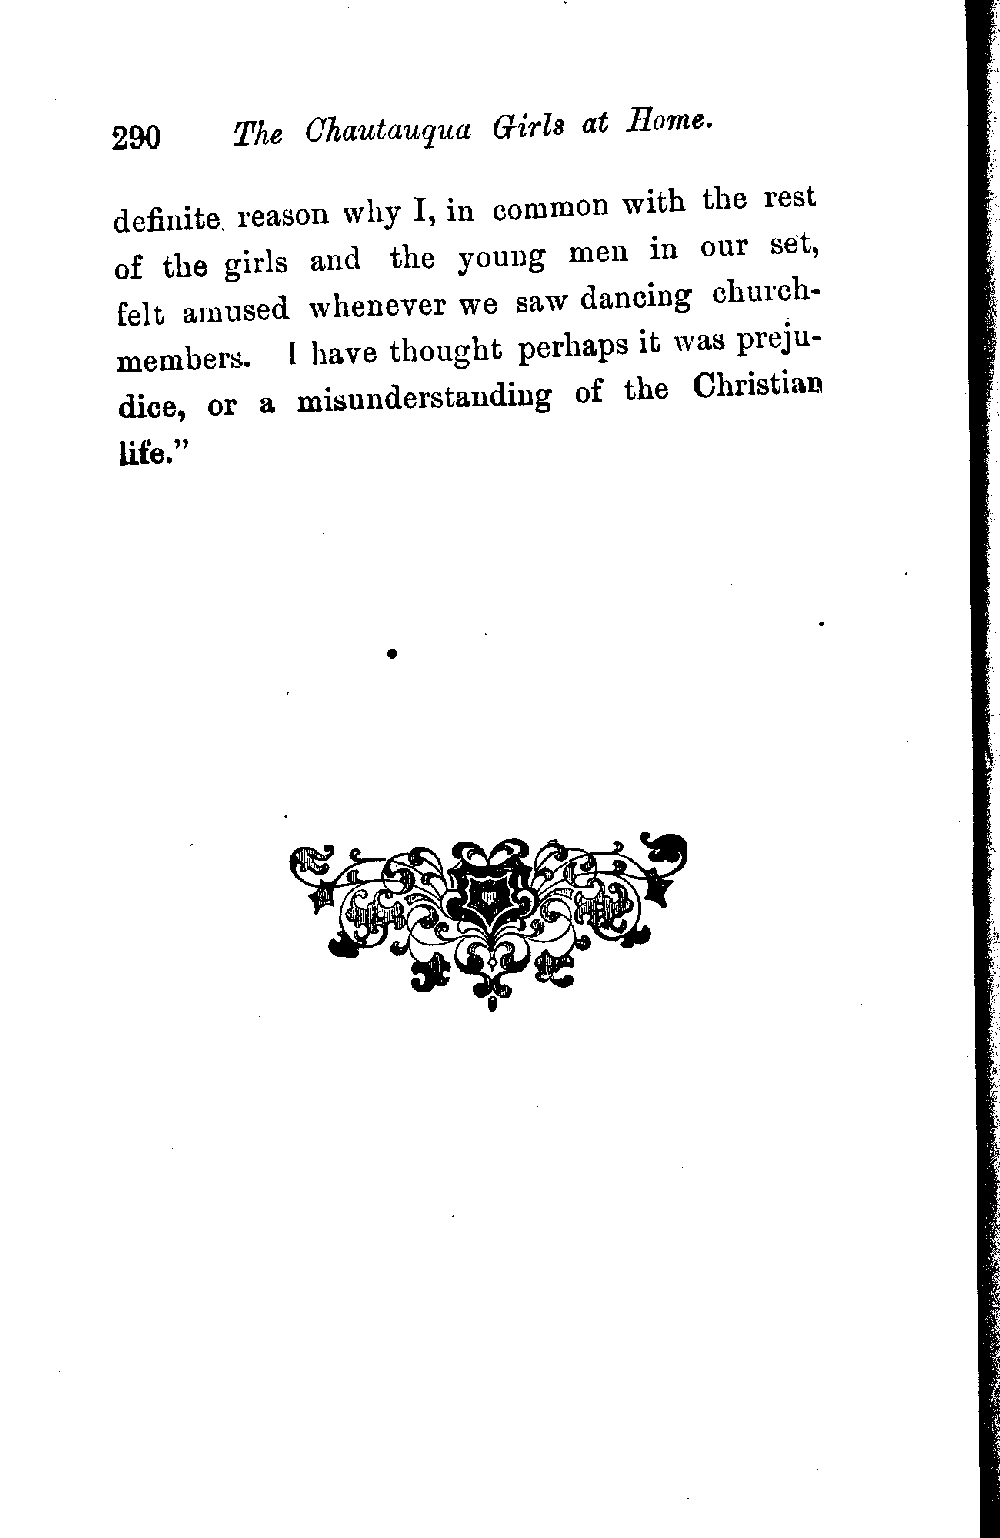 290 The Chautauqua Girls at Home.
definite reason why I, in common with the rest
of the girls and the young men in our set,
felt amused whenever we saw dancing church-
members. I have thought perhaps it was preju-
dice, or a misunderstanding of the Christian
life."